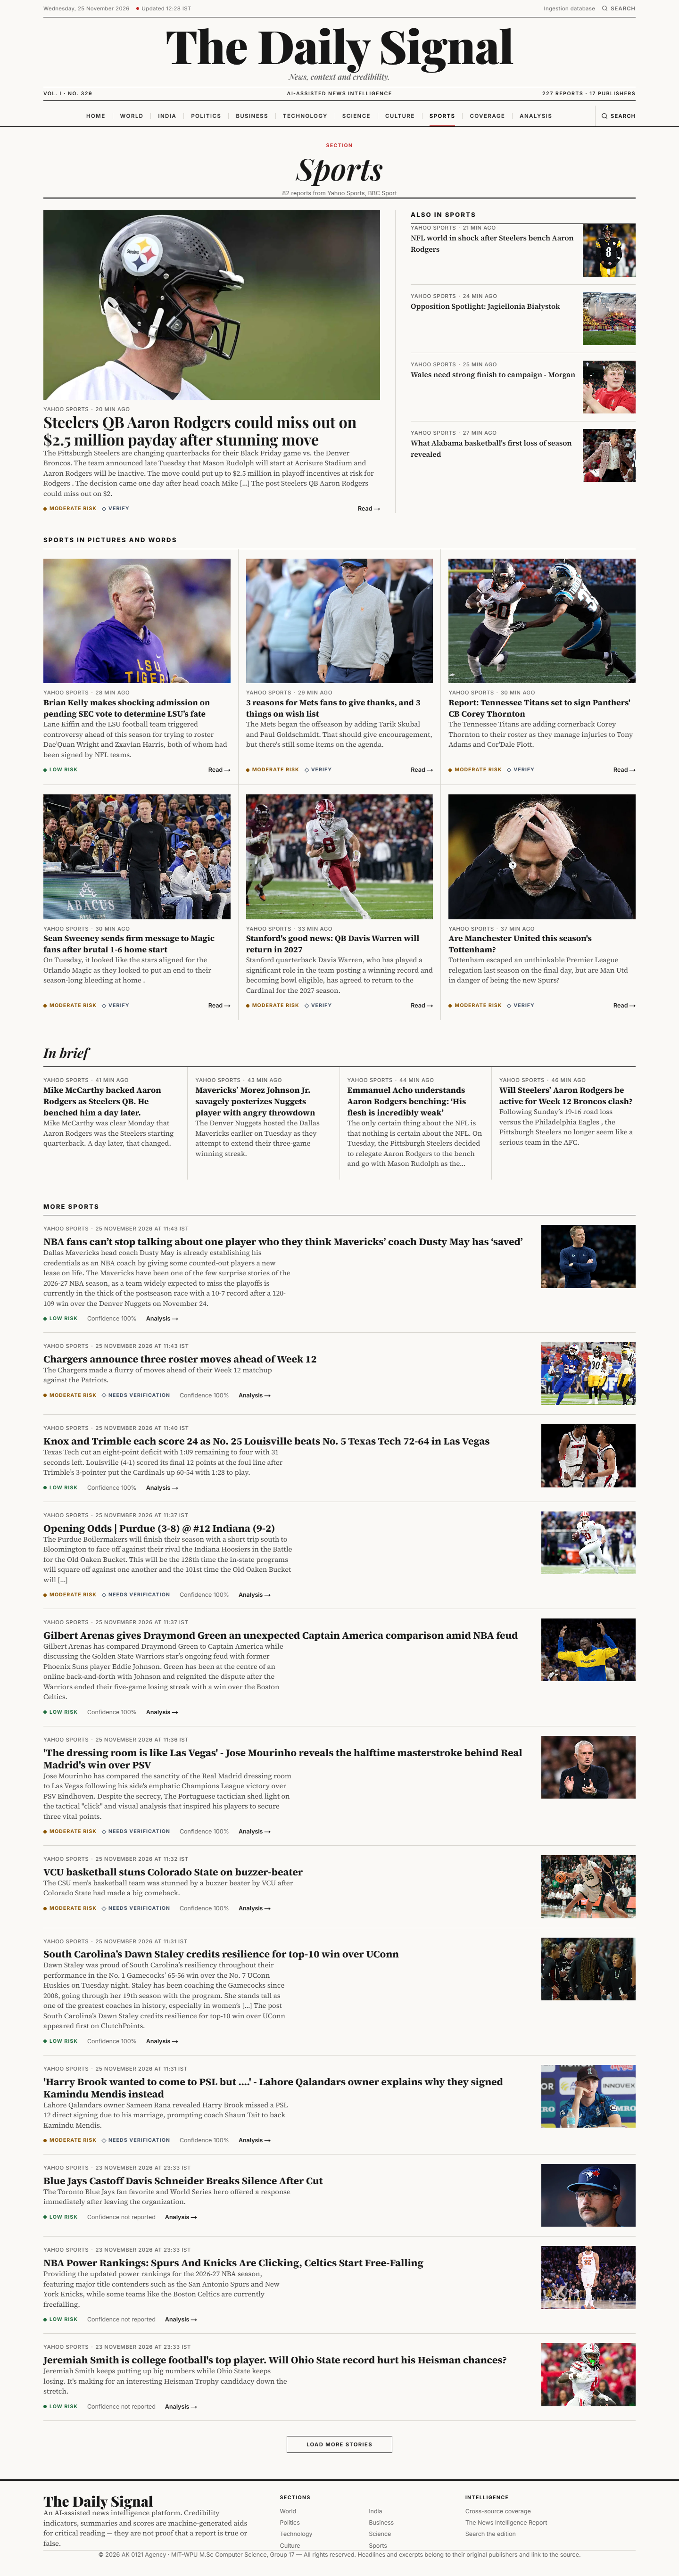 Wednesday, 25 November 2026 Updated 12:28 IST
Ingestion database SEARCH
The Daily Signal
News, context and credibility.
VOL. I · NO. 329
AI-ASSISTED NEWS INTELLIGENCE
227 REPORTS · 17 PUBLISHERS
HOME WORLD INDIA POLITICS BUSINESS TECHNOLOGY SCIENCE CULTURE SPORTS COVERAGE ANALYSIS SEARCH
SECTION
Sports
82 reports from Yahoo Sports, BBC Sport
YAHOO SPORTS · 20 MIN AGO
Steelers QB Aaron Rodgers could miss out on
$2.5 million payday after stunning move
The Pittsburgh Steelers are changing quarterbacks for their Black Friday game vs. the Denver
Broncos. The team announced late Tuesday that Mason Rudolph will start at Acrisure Stadium and
Aaron Rodgers will be inactive. The move could put up to $2.5 million in playoff incentives at risk for
Rodgers . The decision came one day after head coach Mike [...] The post Steelers QB Aaron Rodgers
could miss out on $2.
MODERATE RISK VERIFY Read →
ALSO IN SPORTS
YAHOO SPORTS · 21 MIN AGO
NFL world in shock after Steelers bench Aaron
Rodgers
YAHOO SPORTS · 24 MIN AGO
Opposition Spotlight: Jagiellonia Białystok
YAHOO SPORTS · 25 MIN AGO
Wales need strong finish to campaign - Morgan
YAHOO SPORTS · 27 MIN AGO
What Alabama basketball's first loss of season
revealed
SPORTS IN PICTURES AND WORDS
LSU
TIGERS
YAHOO SPORTS · 28 MIN AGO
Brian Kelly makes shocking admission on
pending SEC vote to determine LSU's fate
Lane Kiffin and the LSU football team triggered
controversy ahead of this season for trying to roster
Dae'Quan Wright and Zxavian Harris, both of whom had
been signed by NFL teams.
LOW RISK Read →
YAHOO SPORTS · 29 MIN AGO
3 reasons for Mets fans to give thanks, and 3
things on wish list
The Mets began the offseason by adding Tarik Skubal
and Paul Goldschmidt. That should give encouragement,
but there's still some items on the agenda.
MODERATE RISK VERIFY Read →
20
YAHOO SPORTS · 30 MIN AGO
Report: Tennessee Titans set to sign Panthers'
CB Corey Thornton
The Tennessee Titans are adding cornerback Corey
Thornton to their roster as they manage injuries to Tony
Adams and Cor'Dale Flott.
MODERATE RISK VERIFY Read →
ABACUS
YAHOO SPORTS · 30 MIN AGO
Sean Sweeney sends firm message to Magic
fans after brutal 1-6 home start
On Tuesday, it looked like the stars aligned for the
Orlando Magic as they looked to put an end to their
season-long bleeding at home .
MODERATE RISK VERIFY Read →
YAHOO SPORTS · 33 MIN AGO
Stanford's good news: QB Davis Warren will
return in 2027
Stanford quarterback Davis Warren, who has played a
significant role in the team posting a winning record and
becoming bowl eligible, has agreed to return to the
Cardinal for the 2027 season.
MODERATE RISK VERIFY Read →
YAHOO SPORTS · 37 MIN AGO
Are Manchester United this season's
Tottenham?
Tottenham escaped an unthinkable Premier League
relegation last season on the final day, but are Man Utd
in danger of being the new Spurs?
MODERATE RISK VERIFY Read →
In brief
YAHOO SPORTS · 41 MIN AGO
Mike McCarthy backed Aaron
Rodgers as Steelers QB. He
benched him a day later.
Mike McCarthy was clear Monday that
Aaron Rodgers was the Steelers starting
quarterback. A day later, that changed.
YAHOO SPORTS · 43 MIN AGO
Mavericks' Morez Johnson Jr.
savagely posterizes Nuggets
player with angry throwdown
The Denver Nuggets hosted the Dallas
Mavericks earlier on Tuesday as they
attempt to extend their three-game
winning streak.
YAHOO SPORTS · 44 MIN AGO
Emmanuel Acho understands
Aaron Rodgers benching: 'His
flesh is incredibly weak'
The only certain thing about the NFL is
that nothing is certain about the NFL. On
Tuesday, the Pittsburgh Steelers decided
to relegate Aaron Rodgers to the bench
and go with Mason Rudolph as the...
YAHOO SPORTS · 46 MIN AGO
Will Steelers' Aaron Rodgers be
active for Week 12 Broncos clash?
Following Sunday's 19-16 road loss
versus the Philadelphia Eagles , the
Pittsburgh Steelers no longer seem like a
serious team in the AFC.
MORE SPORTS
YAHOO SPORTS · 25 NOVEMBER 2026 AT 11:43 IST
NBA fans can't stop talking about one player who they think Mavericks' coach Dusty May has 'saved'
Dallas Mavericks head coach Dusty May is already establishing his
credentials as an NBA coach by giving some counted-out players a new
lease on life. The Mavericks have been one of the few surprise stories of the
2026-27 NBA season, as a team widely expected to miss the playoffs is
currently in the thick of the postseason race with a 10-7 record after a 120-
109 win over the Denver Nuggets on November 24.
LOW RISK Confidence 100% Analysis →
YAHOO SPORTS · 25 NOVEMBER 2026 AT 11:43 IST
Chargers announce three roster moves ahead of Week 12
The Chargers made a flurry of moves ahead of their Week 12 matchup
against the Patriots.
MODERATE RISK NEEDS VERIFICATION Confidence 100% Analysis →
YAHOO SPORTS · 25 NOVEMBER 2026 AT 11:40 IST
Knox and Trimble each score 24 as No. 25 Louisville beats No. 5 Texas Tech 72-64 in Las Vegas
Texas Tech cut an eight-point deficit with 1:09 remaining to four with 31
seconds left. Louisville (4-1) scored its final 12 points at the foul line after
Trimble's 3-pointer put the Cardinals up 60-54 with 1:28 to play.
LOW RISK Confidence 100% Analysis →
YAHOO SPORTS · 25 NOVEMBER 2026 AT 11:37 IST
Opening Odds | Purdue (3-8) @ #12 Indiana (9-2)
The Purdue Boilermakers will finish their season with a short trip south to
Bloomington to face off against their rival the Indiana Hoosiers in the Battle
for the Old Oaken Bucket. This will be the 128th time the in-state programs
will square off against one another and the 101st time the Old Oaken Bucket
will [...]
MODERATE RISK NEEDS VERIFICATION Confidence 100% Analysis →
YAHOO SPORTS · 25 NOVEMBER 2026 AT 11:37 IST
Gilbert Arenas gives Draymond Green an unexpected Captain America comparison amid NBA feud
Gilbert Arenas has compared Draymond Green to Captain America while
discussing the Golden State Warriors star's ongoing feud with former
Phoenix Suns player Eddie Johnson. Green has been at the centre of an
online back-and-forth with Johnson and reignited the dispute after the
Warriors ended their five-game losing streak with a win over the Boston
Celtics.
LOW RISK Confidence 100% Analysis →
YAHOO SPORTS · 25 NOVEMBER 2026 AT 11:36 IST
'The dressing room is like Las Vegas' - Jose Mourinho reveals the halftime masterstroke behind Real
Madrid's win over PSV
Jose Mourinho has compared the sanctity of the Real Madrid dressing room
to Las Vegas following his side's emphatic Champions League victory over
PSV Eindhoven. Despite the secrecy, The Portuguese tactician shed light on
the tactical "click" and visual analysis that inspired his players to secure
three vital points.
MODERATE RISK NEEDS VERIFICATION Confidence 100% Analysis →
YAHOO SPORTS · 25 NOVEMBER 2026 AT 11:32 IST
VCU basketball stuns Colorado State on buzzer-beater
The CSU men's basketball team was stunned by a buzzer beater by VCU after
Colorado State had made a big comeback.
MODERATE RISK NEEDS VERIFICATION Confidence 100% Analysis →
YAHOO SPORTS · 25 NOVEMBER 2026 AT 11:31 IST
South Carolina's Dawn Staley credits resilience for top-10 win over UConn
Dawn Staley was proud of South Carolina's resiliency throughout their
performance in the No. 1 Gamecocks' 65-56 win over the No. 7 UConn
Huskies on Tuesday night. Staley has been coaching the Gamecocks since
2008, going through her 19th season with the program. She stands tall as
one of the greatest coaches in history, especially in women's [...] The post
South Carolina's Dawn Staley credits resilience for top-10 win over UConn
appeared first on ClutchPoints.
LOW RISK Confidence 100% Analysis →
YAHOO SPORTS · 25 NOVEMBER 2026 AT 11:31 IST
'Harry Brook wanted to come to PSL but ....' - Lahore Qalandars owner explains why they signed
Kamindu Mendis instead
Lahore Qalandars owner Sameen Rana revealed Harry Brook missed a PSL
12 direct signing due to his marriage, prompting coach Shaun Tait to back
Kamindu Mendis.
MODERATE RISK NEEDS VERIFICATION Confidence 100% Analysis →
INNOVEX
YAHOO SPORTS · 23 NOVEMBER 2026 AT 23:33 IST
Blue Jays Castoff Davis Schneider Breaks Silence After Cut
The Toronto Blue Jays fan favorite and World Series hero offered a response
immediately after leaving the organization.
LOW RISK Confidence not reported Analysis →
YAHOO SPORTS · 23 NOVEMBER 2026 AT 23:33 IST
NBA Power Rankings: Spurs And Knicks Are Clicking, Celtics Start Free-Falling
Providing the updated power rankings for the 2026-27 NBA season,
featuring major title contenders such as the San Antonio Spurs and New
York Knicks, while some teams like the Boston Celtics are currently
freefalling.
LOW RISK Confidence not reported Analysis →
YAHOO SPORTS · 23 NOVEMBER 2026 AT 23:33 IST
Jeremiah Smith is college football's top player. Will Ohio State record hurt his Heisman chances?
Jeremiah Smith keeps putting up big numbers while Ohio State keeps
losing. It's making for an interesting Heisman Trophy candidacy down the
stretch.
LOW RISK Confidence not reported Analysis →
LOAD MORE STORIES
The Daily Signal
An AI-assisted news intelligence platform. Credibility
indicators, summaries and scores are machine-generated aids
for critical reading — they are not proof that a report is true or
false.
SECTIONS
World India
Politics Business
Technology Science
Culture Sports
INTELLIGENCE
Cross-source coverage
The News Intelligence Report
Search the edition
© 2026 AK 0121 Agency · MIT-WPU M.Sc Computer Science, Group 17 — All rights reserved. Headlines and excerpts belong to their original publishers and link to the source.